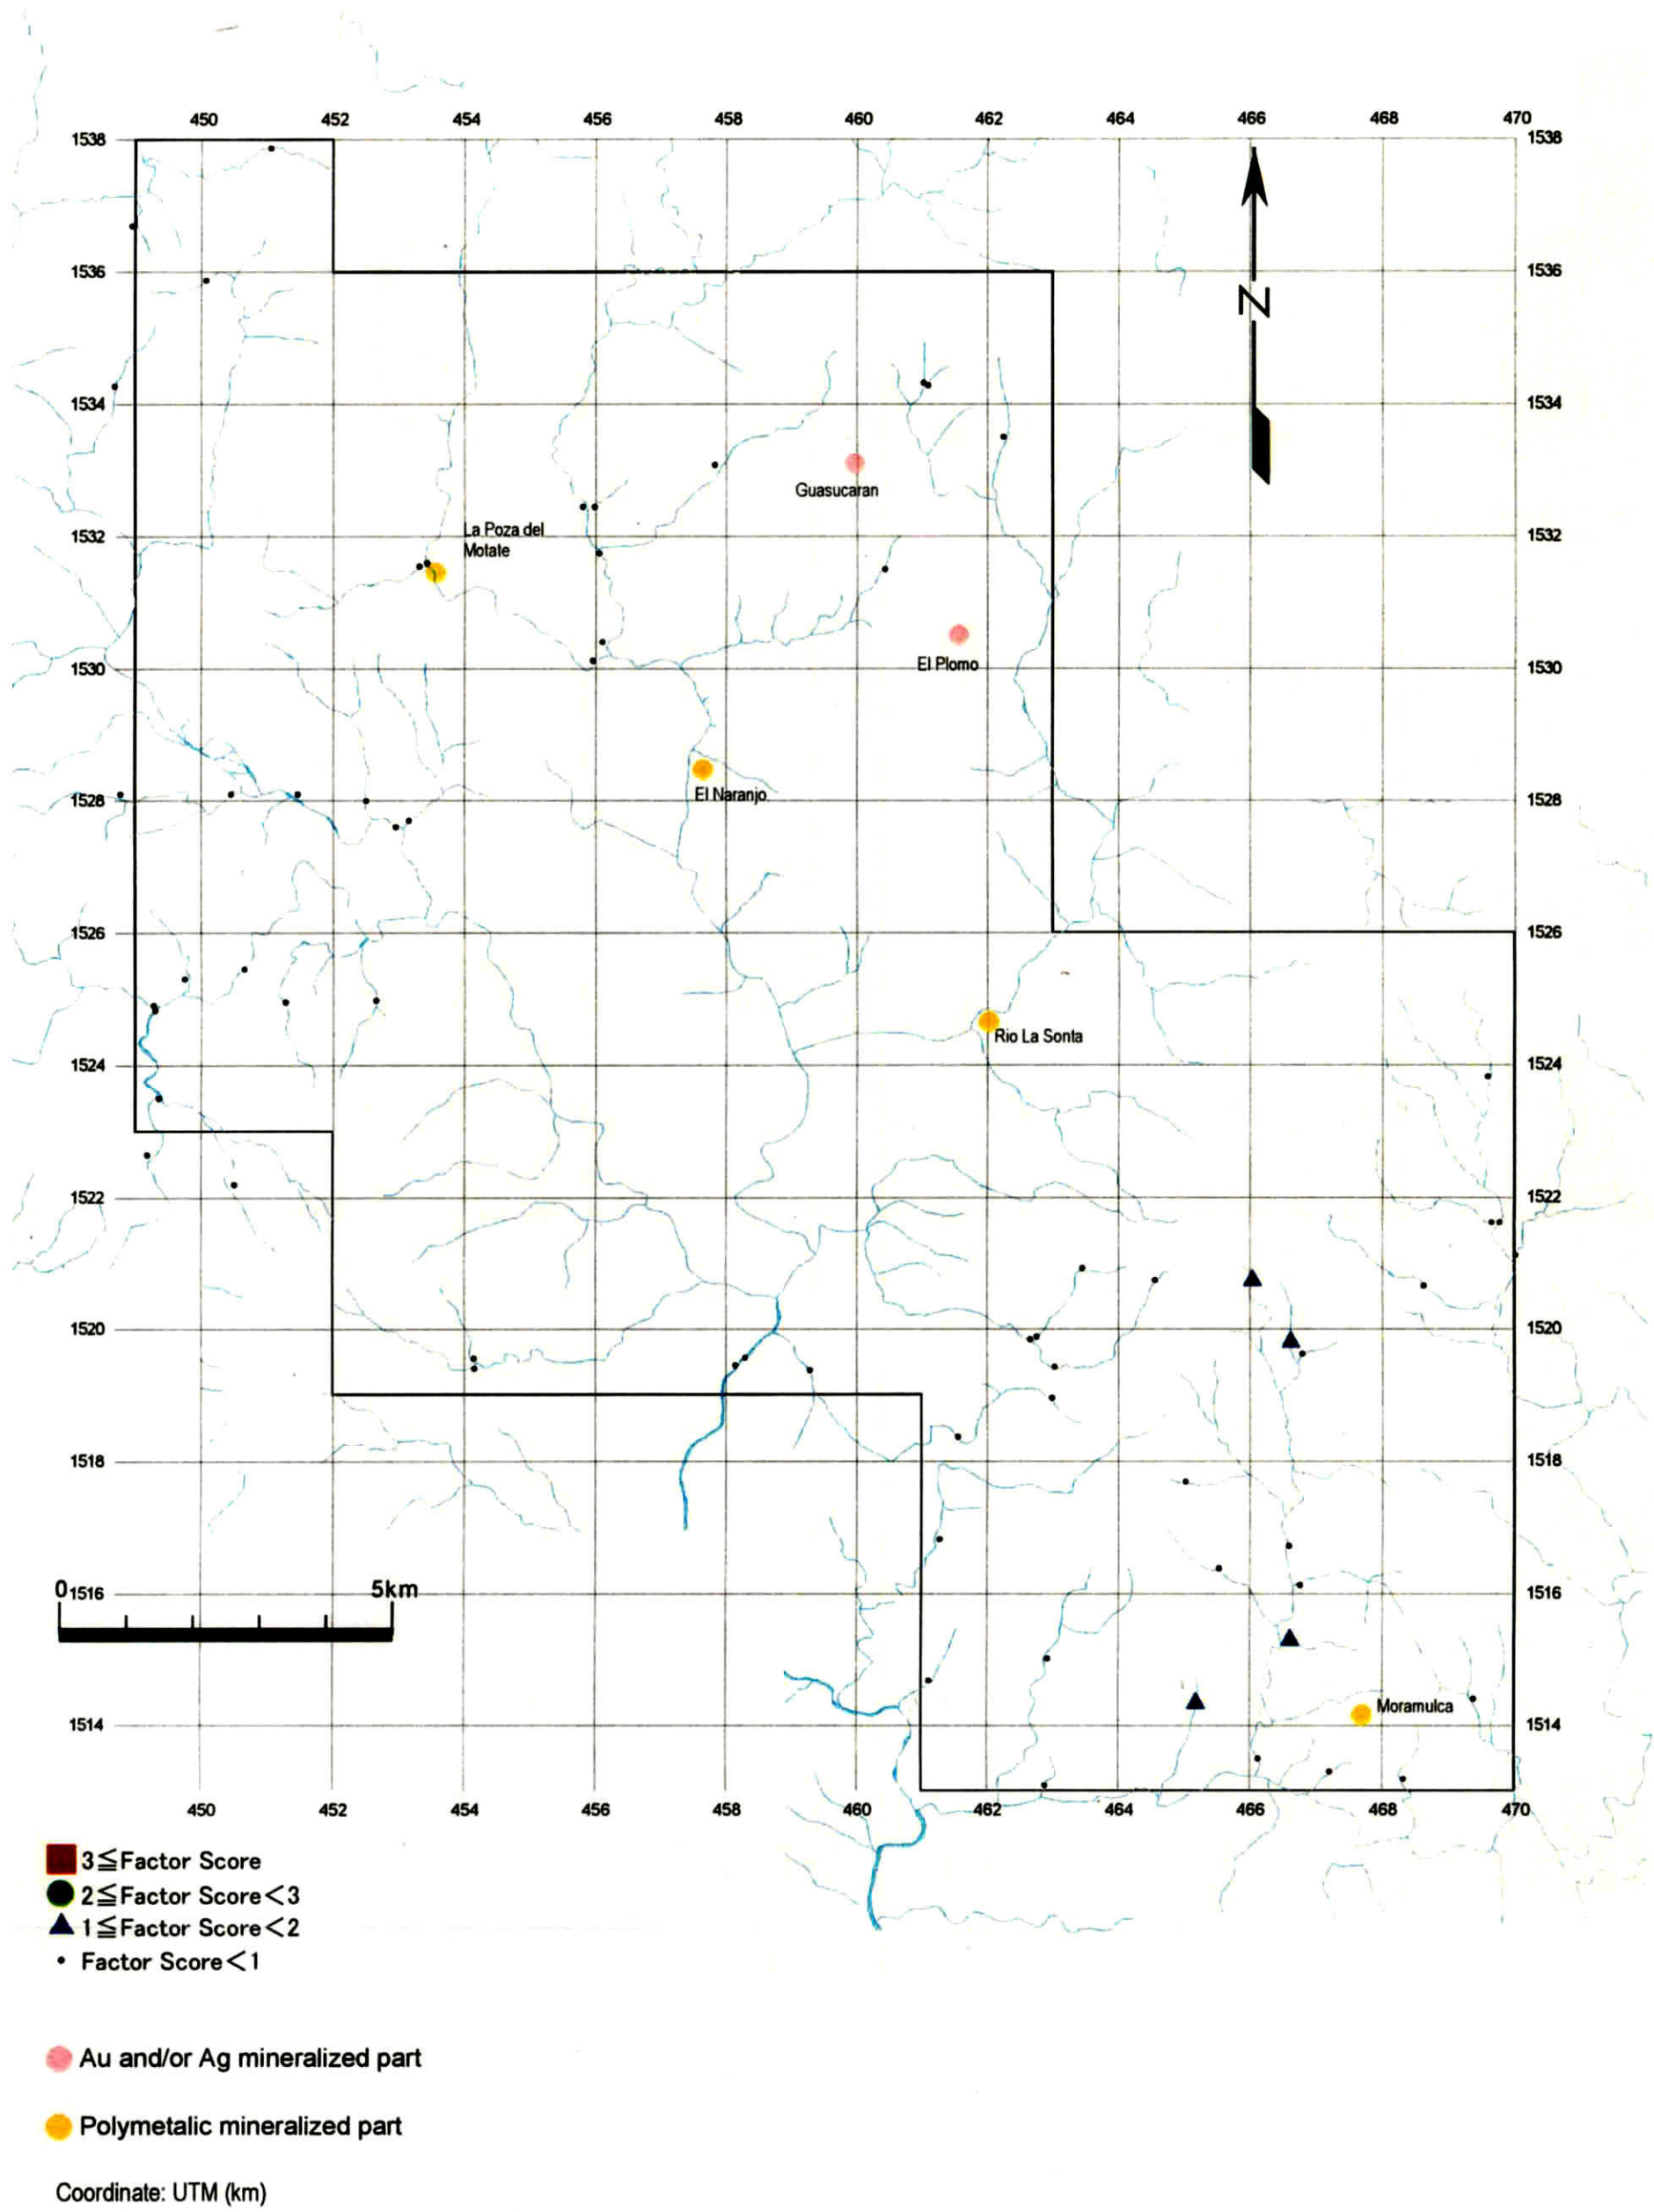 450 452 454 456 458 460 462 464 466 468 470
1538 1538
1536 1536
N
1534 1534
Guasucaran
La Poza del
Motate
1532 1532
El Plomo
1530 1530
El Naranjo
1528 1528
1526 1526
Rio La Sonta
1524 1524
1522 1522
1520 1520
1518 1518
0 5km
1516 1516
Moramulca
1514 1514
450 452 454 456 458 460 462 464 466 468 470
3≦Factor Score
2≦Factor Score<3
1≦Factor Score<2
Factor Score<1
Au and/or Ag mineralized part
Polymetalic mineralized part
Coordinate: UTM (km)